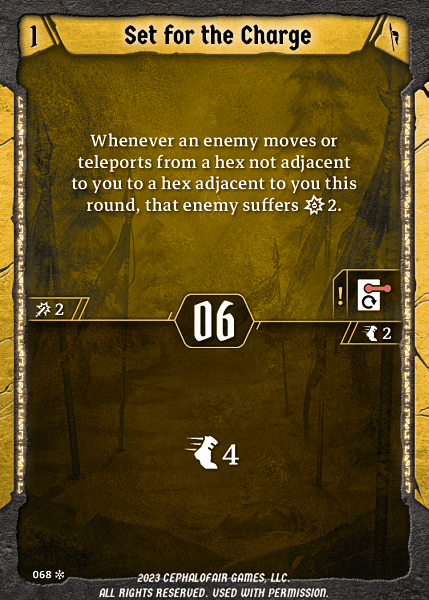 1
Set for the Charge
Whenever an enemy moves or
teleports from a hex not adjacent
to you to a hex adjacent to you this
round, that enemy suffers 2.
2
06
!
2
4
068
2023 CEPHALOFAIR GAMES, LLC.
ALL RIGHTS RESERVED. USED WITH PERMISSION.